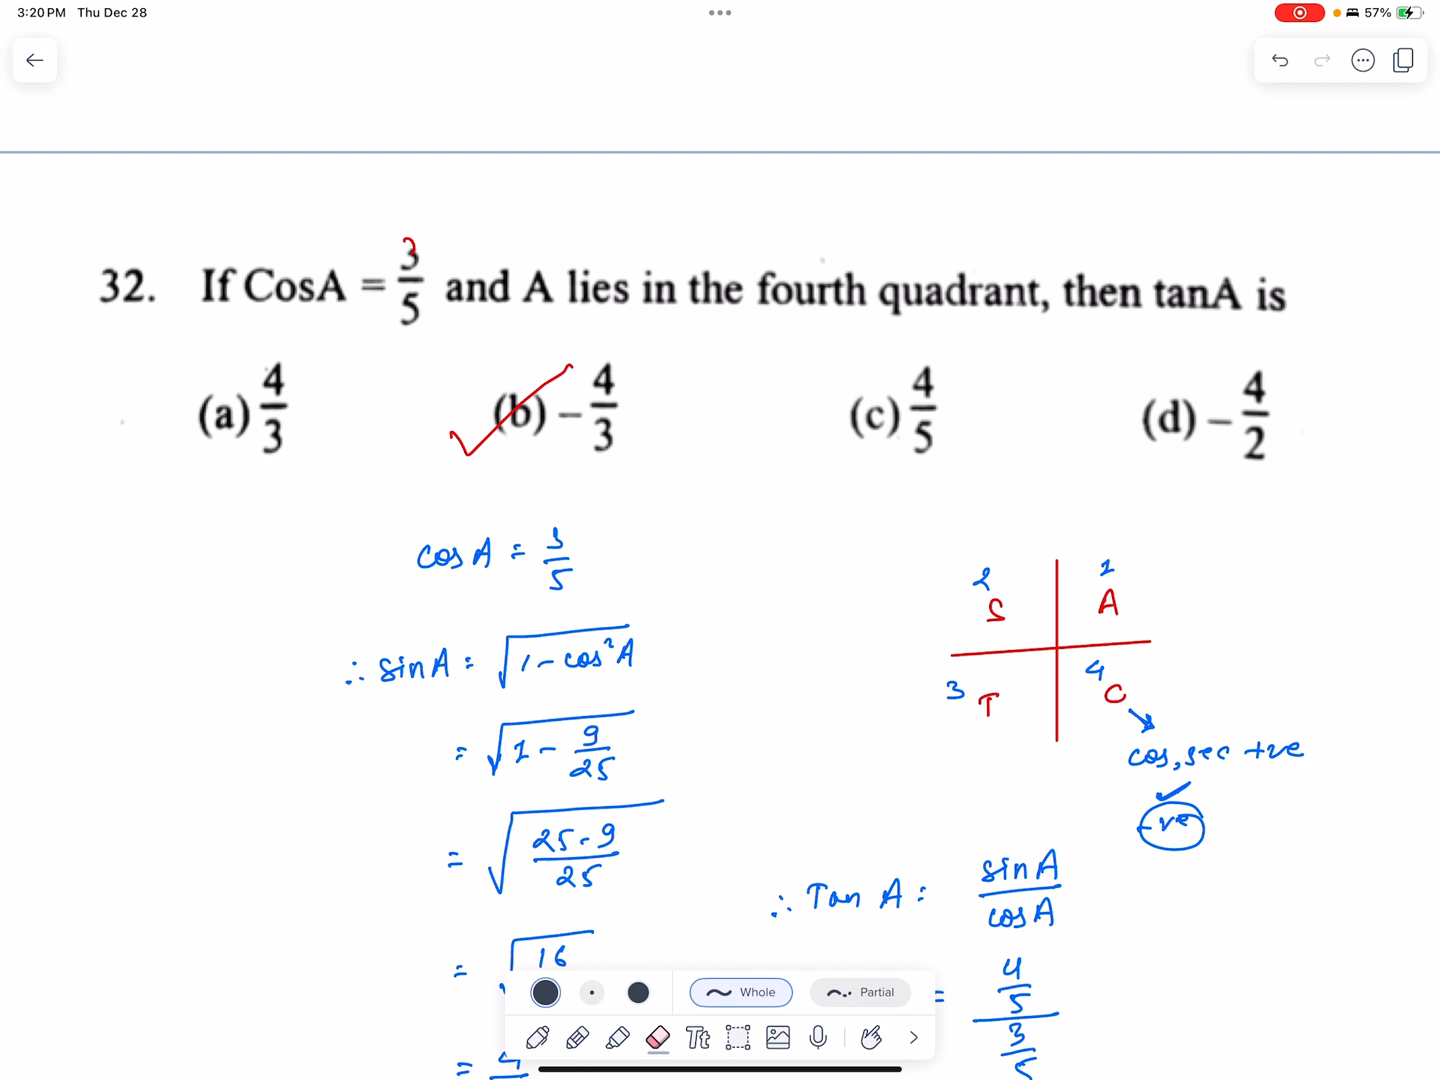 3:20 PM Thu Dec 28
57%
32. If CosA = 3/5 and A lies in the fourth quadrant, then tanA is
(a) 4/3 (b) - 4/3 (c) 4/5 (d) - 4/2
cos A = 3/5
∴ sin A = √(1 - cos²A)
= √(1 - 9/25)
= √((25 - 9)/25)
= √16
= 4
2 S 1 A
3 T 4 C
cos, sec +ve
-ve
∴ Tan A = sin A / cos A
= (4/5) / (3/5)
Whole Partial
Tt